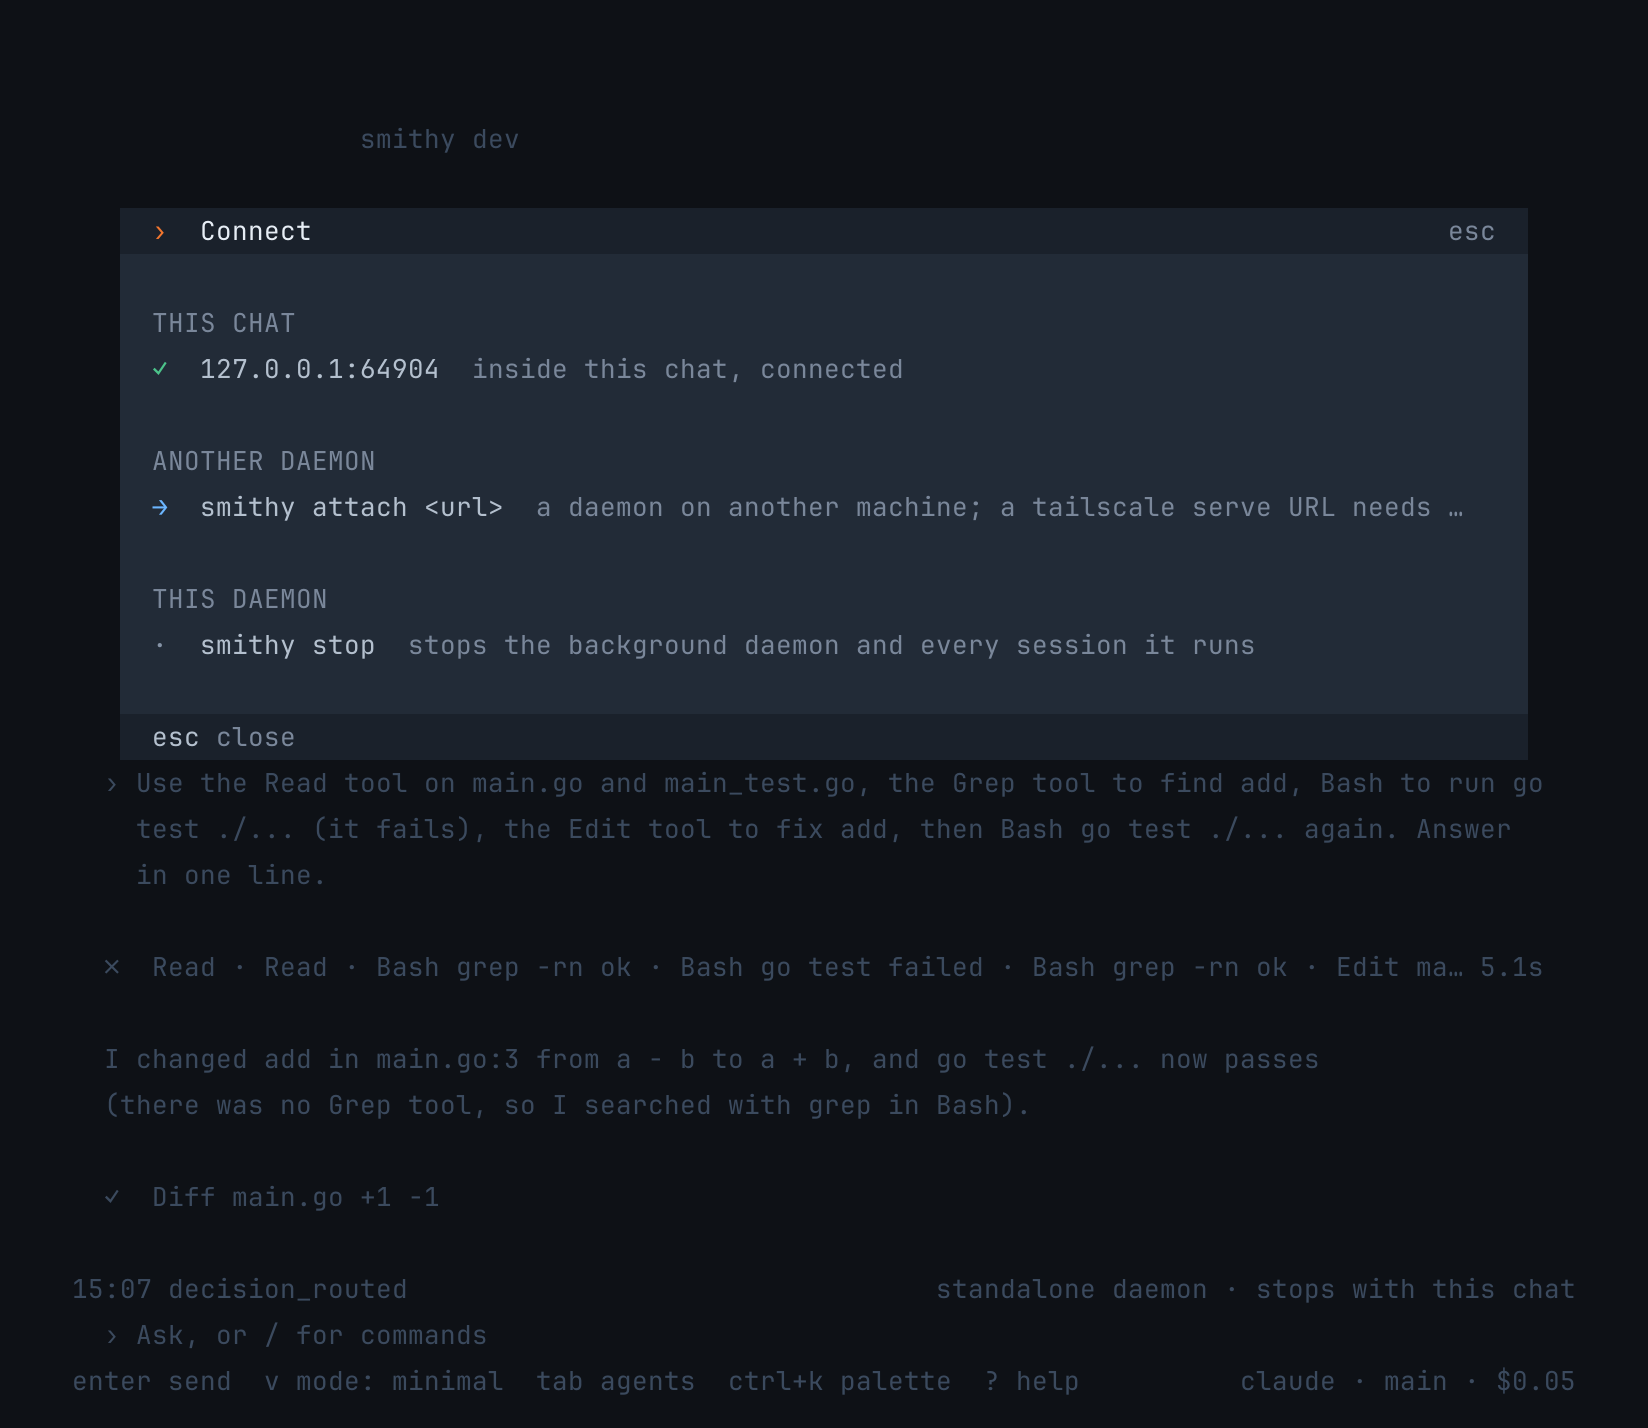 smithy dev
› Connect esc
THIS CHAT
✓ 127.0.0.1:64904 inside this chat, connected
ANOTHER DAEMON
→ smithy attach <url> a daemon on another machine; a tailscale serve URL needs …
THIS DAEMON
· smithy stop stops the background daemon and every session it runs
esc close
› Use the Read tool on main.go and main_test.go, the Grep tool to find add, Bash to run go
test ./... (it fails), the Edit tool to fix add, then Bash go test ./... again. Answer
in one line.
× Read · Read · Bash grep -rn ok · Bash go test failed · Bash grep -rn ok · Edit ma… 5.1s
I changed add in main.go:3 from a - b to a + b, and go test ./... now passes
(there was no Grep tool, so I searched with grep in Bash).
✓ Diff main.go +1 -1
15:07 decision_routed standalone daemon · stops with this chat
› Ask, or / for commands
enter send v mode: minimal tab agents ctrl+k palette ? help claude · main · $0.05